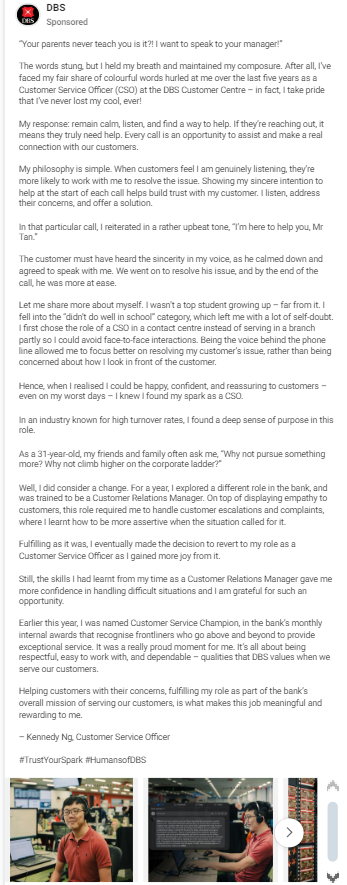 DBS
DBS
Sponsored
"Your parents never teach you is it?! I want to speak to your manager!"
The words stung, but I held my breath and maintained my composure. After all, I've
faced my fair share of colourful words hurled at me over the last five years as a
Customer Service Officer (CSO) at the DBS Customer Centre – in fact, I take pride
that I've never lost my cool, ever!
My response: remain calm, listen, and find a way to help. If they're reaching out, it
means they truly need help. Every call is an opportunity to assist and make a real
connection with our customers.
My philosophy is simple. When customers feel I am genuinely listening, they're
more likely to work with me to resolve the issue. Showing my sincere intention to
help at the start of each call helps build trust with my customer. I listen, address
their concerns, and offer a solution.
In that particular call, I reiterated in a rather upbeat tone, "I'm here to help you, Mr
Tan."
The customer must have heard the sincerity in my voice, as he calmed down and
agreed to speak with me. We went on to resolve his issue, and by the end of the
call, he was more at ease.
Let me share more about myself. I wasn't a top student growing up – far from it. I
fell into the "didn't do well in school" category, which left me with a lot of self-doubt.
I first chose the role of a CSO in a contact centre instead of serving in a branch
partly so I could avoid face-to-face interactions. Being the voice behind the phone
line allowed me to focus better on resolving my customer's issue, rather than being
concerned about how I look in front of the customer.
Hence, when I realised I could be happy, confident, and reassuring to customers –
even on my worst days – I knew I found my spark as a CSO.
In an industry known for high turnover rates, I found a deep sense of purpose in this
role.
As a 31-year-old, my friends and family often ask me, "Why not pursue something
more? Why not climb higher on the corporate ladder?"
Well, I did consider a change. For a year, I explored a different role in the bank, and
was trained to be a Customer Relations Manager. On top of displaying empathy to
customers, this role required me to handle customer escalations and complaints,
where I learnt how to be more assertive when the situation called for it.
Fulfilling as it was, I eventually made the decision to revert to my role as a
Customer Service Officer as I gained more joy from it.
Still, the skills I had learnt from my time as a Customer Relations Manager gave me
more confidence in handling difficult situations and I am grateful for such an
opportunity.
Earlier this year, I was named Customer Service Champion, in the bank's monthly
internal awards that recognise frontliners who go above and beyond to provide
exceptional service. It was a really proud moment for me. It's all about being
respectful, easy to work with, and dependable – qualities that DBS values when we
serve our customers.
Helping customers with their concerns, fulfilling my role as part of the bank's
overall mission of serving our customers, is what makes this job meaningful and
rewarding to me.
– Kennedy Ng, Customer Service Officer
#TrustYourSpark #HumansofDBS